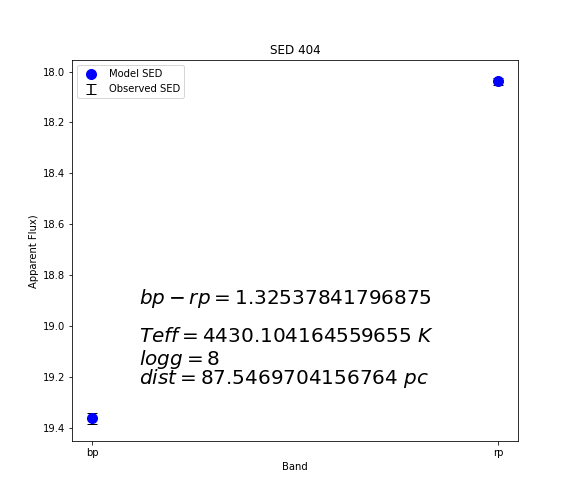 SED 404
Model SED
Observed SED
18.0
18.2
18.4
18.6
18.8
19.0
19.2
19.4
Apparent Flux)
bp − rp = 1.32537841796875
Teff = 4430.104164559655 K
logg = 8
dist = 87.5469704156764 pc
bp
rp
Band